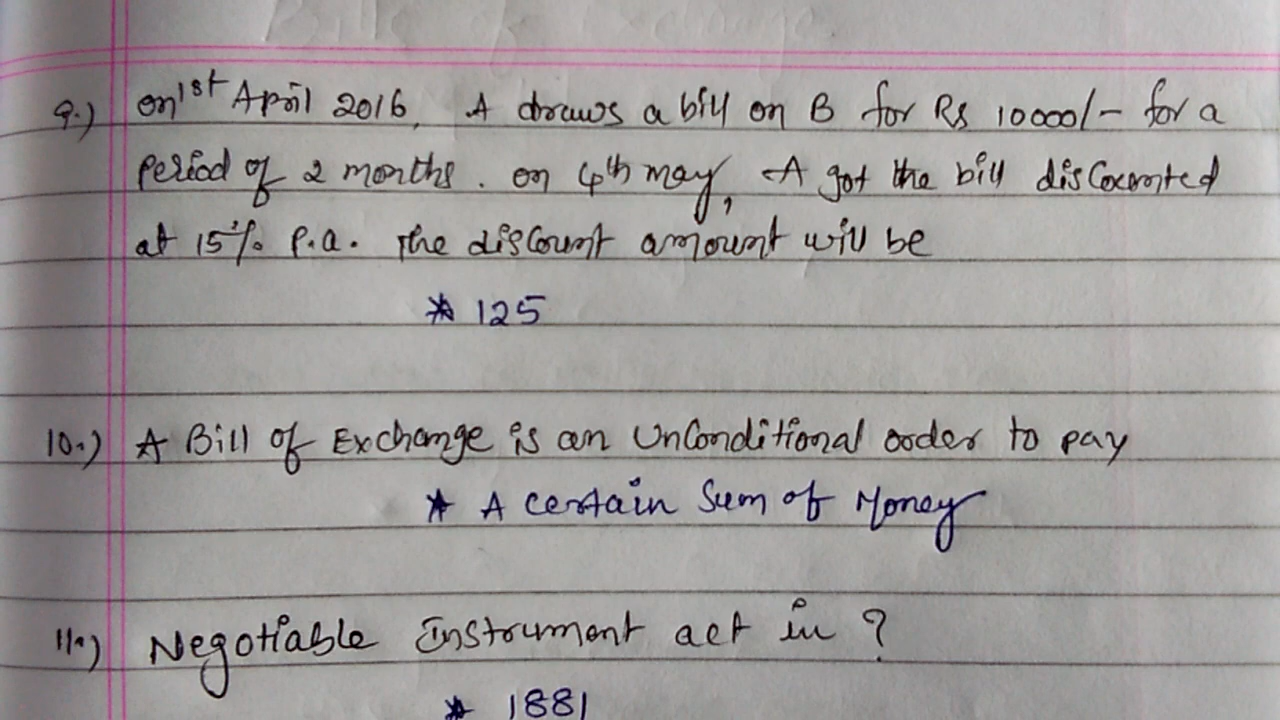 9.) on 1st April 2016, A draws a bill on B for Rs 10000/- for a
period of 2 months. on 4th may, A got the bill discounted
at 15% P.a. The discount amount will be
* 125
10.) A Bill of Exchange is an UnConditional order to pay
* A certain Sum of Money
11.) Negotiable Instrument act in ?
* 1881